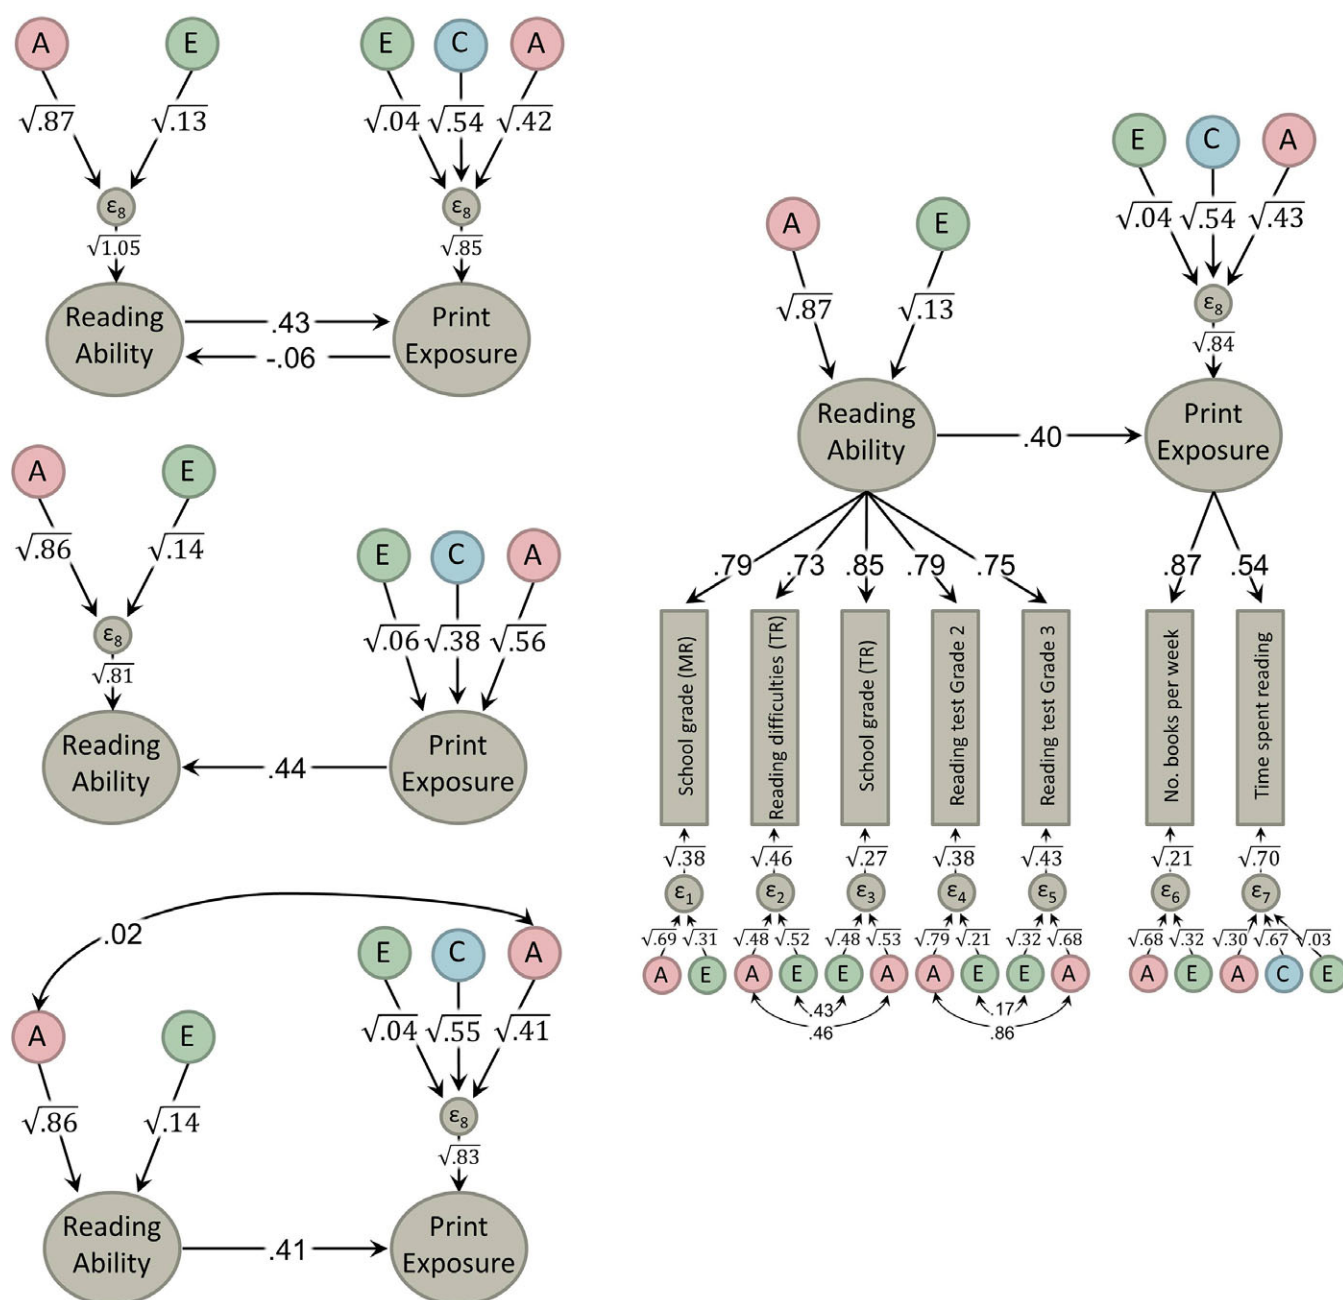 A E E C A
√.87 √.13 √.04 √.54 √.42
ε8 ε8
√1.05 √.85
Reading
Ability
.43
-.06
Print
Exposure
A E
√.86 √.14
E C A
√.06 √.38 √.56
ε8
√.81
Reading
Ability
.44
Print
Exposure
.02
E C A
A E
√.04 √.55 √.41
√.86 √.14
ε8
√.83
Reading
Ability
.41
Print
Exposure
E C A
√.04 √.54 √.43
A E
√.87 √.13
ε8
√.84
Reading
Ability
.40
Print
Exposure
.79 .73 .85 .79 .75 .87 .54
School grade (MR)
Reading difficulties (TR)
School grade (TR)
Reading test Grade 2
Reading test Grade 3
No. books per week
Time spent reading
√.38 √.46 √.27 √.38 √.43 √.21 √.70
ε1 ε2 ε3 ε4 ε5 ε6 ε7
√.69 √.31 √.48 √.52 √.48 √.53 √.79 √.21 √.32 √.68 √.68 √.32 √.30 √.67 √.03
A E A E E A A E E A A E A C E
.43 .17
.46 .86